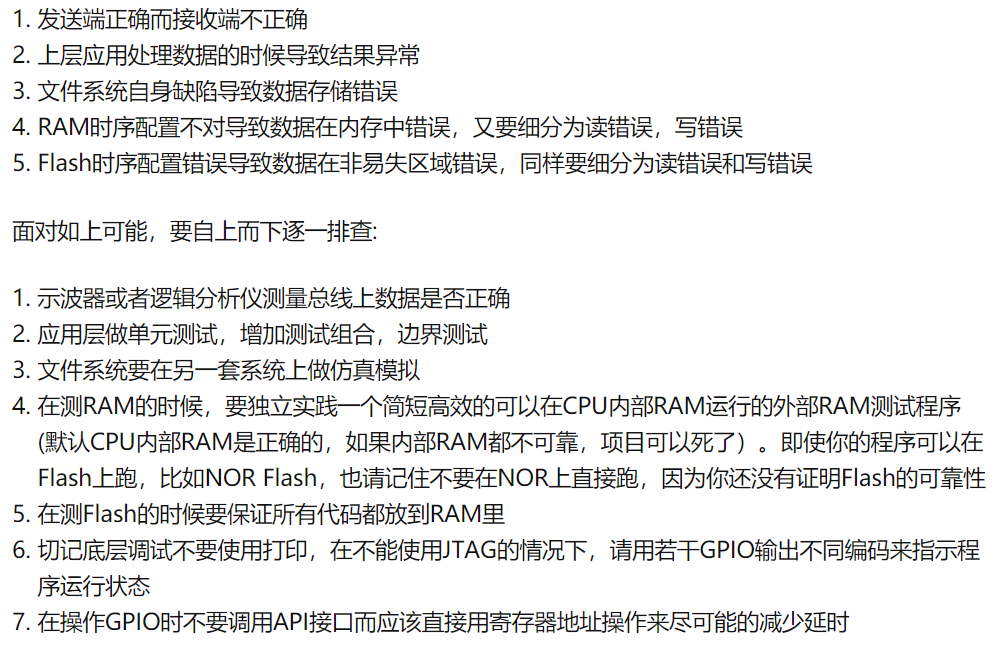 1. 发送端正确而接收端不正确
2. 上层应用处理数据的时候导致结果异常
3. 文件系统自身缺陷导致数据存储错误
4. RAM时序配置不对导致数据在内存中错误，又要细分为读错误，写错误
5. Flash时序配置错误导致数据在非易失区域错误，同样要细分为读错误和写错误
面对如上可能，要自上而下逐一排查:
1. 示波器或者逻辑分析仪测量总线上数据是否正确
2. 应用层做单元测试，增加测试组合，边界测试
3. 文件系统要在另一套系统上做仿真模拟
4. 在测RAM的时候，要独立实践一个简短高效的可以在CPU内部RAM运行的外部RAM测试程序
(默认CPU内部RAM是正确的，如果内部RAM都不可靠，项目可以死了）。即使你的程序可以在
Flash上跑，比如NOR Flash，也请记住不要在NOR上直接跑，因为你还没有证明Flash的可靠性
5. 在测Flash的时候要保证所有代码都放到RAM里
6. 切记底层调试不要使用打印，在不能使用JTAG的情况下，请用若干GPIO输出不同编码来指示程
序运行状态
7. 在操作GPIO时不要调用API接口而应该直接用寄存器地址操作来尽可能的减少延时